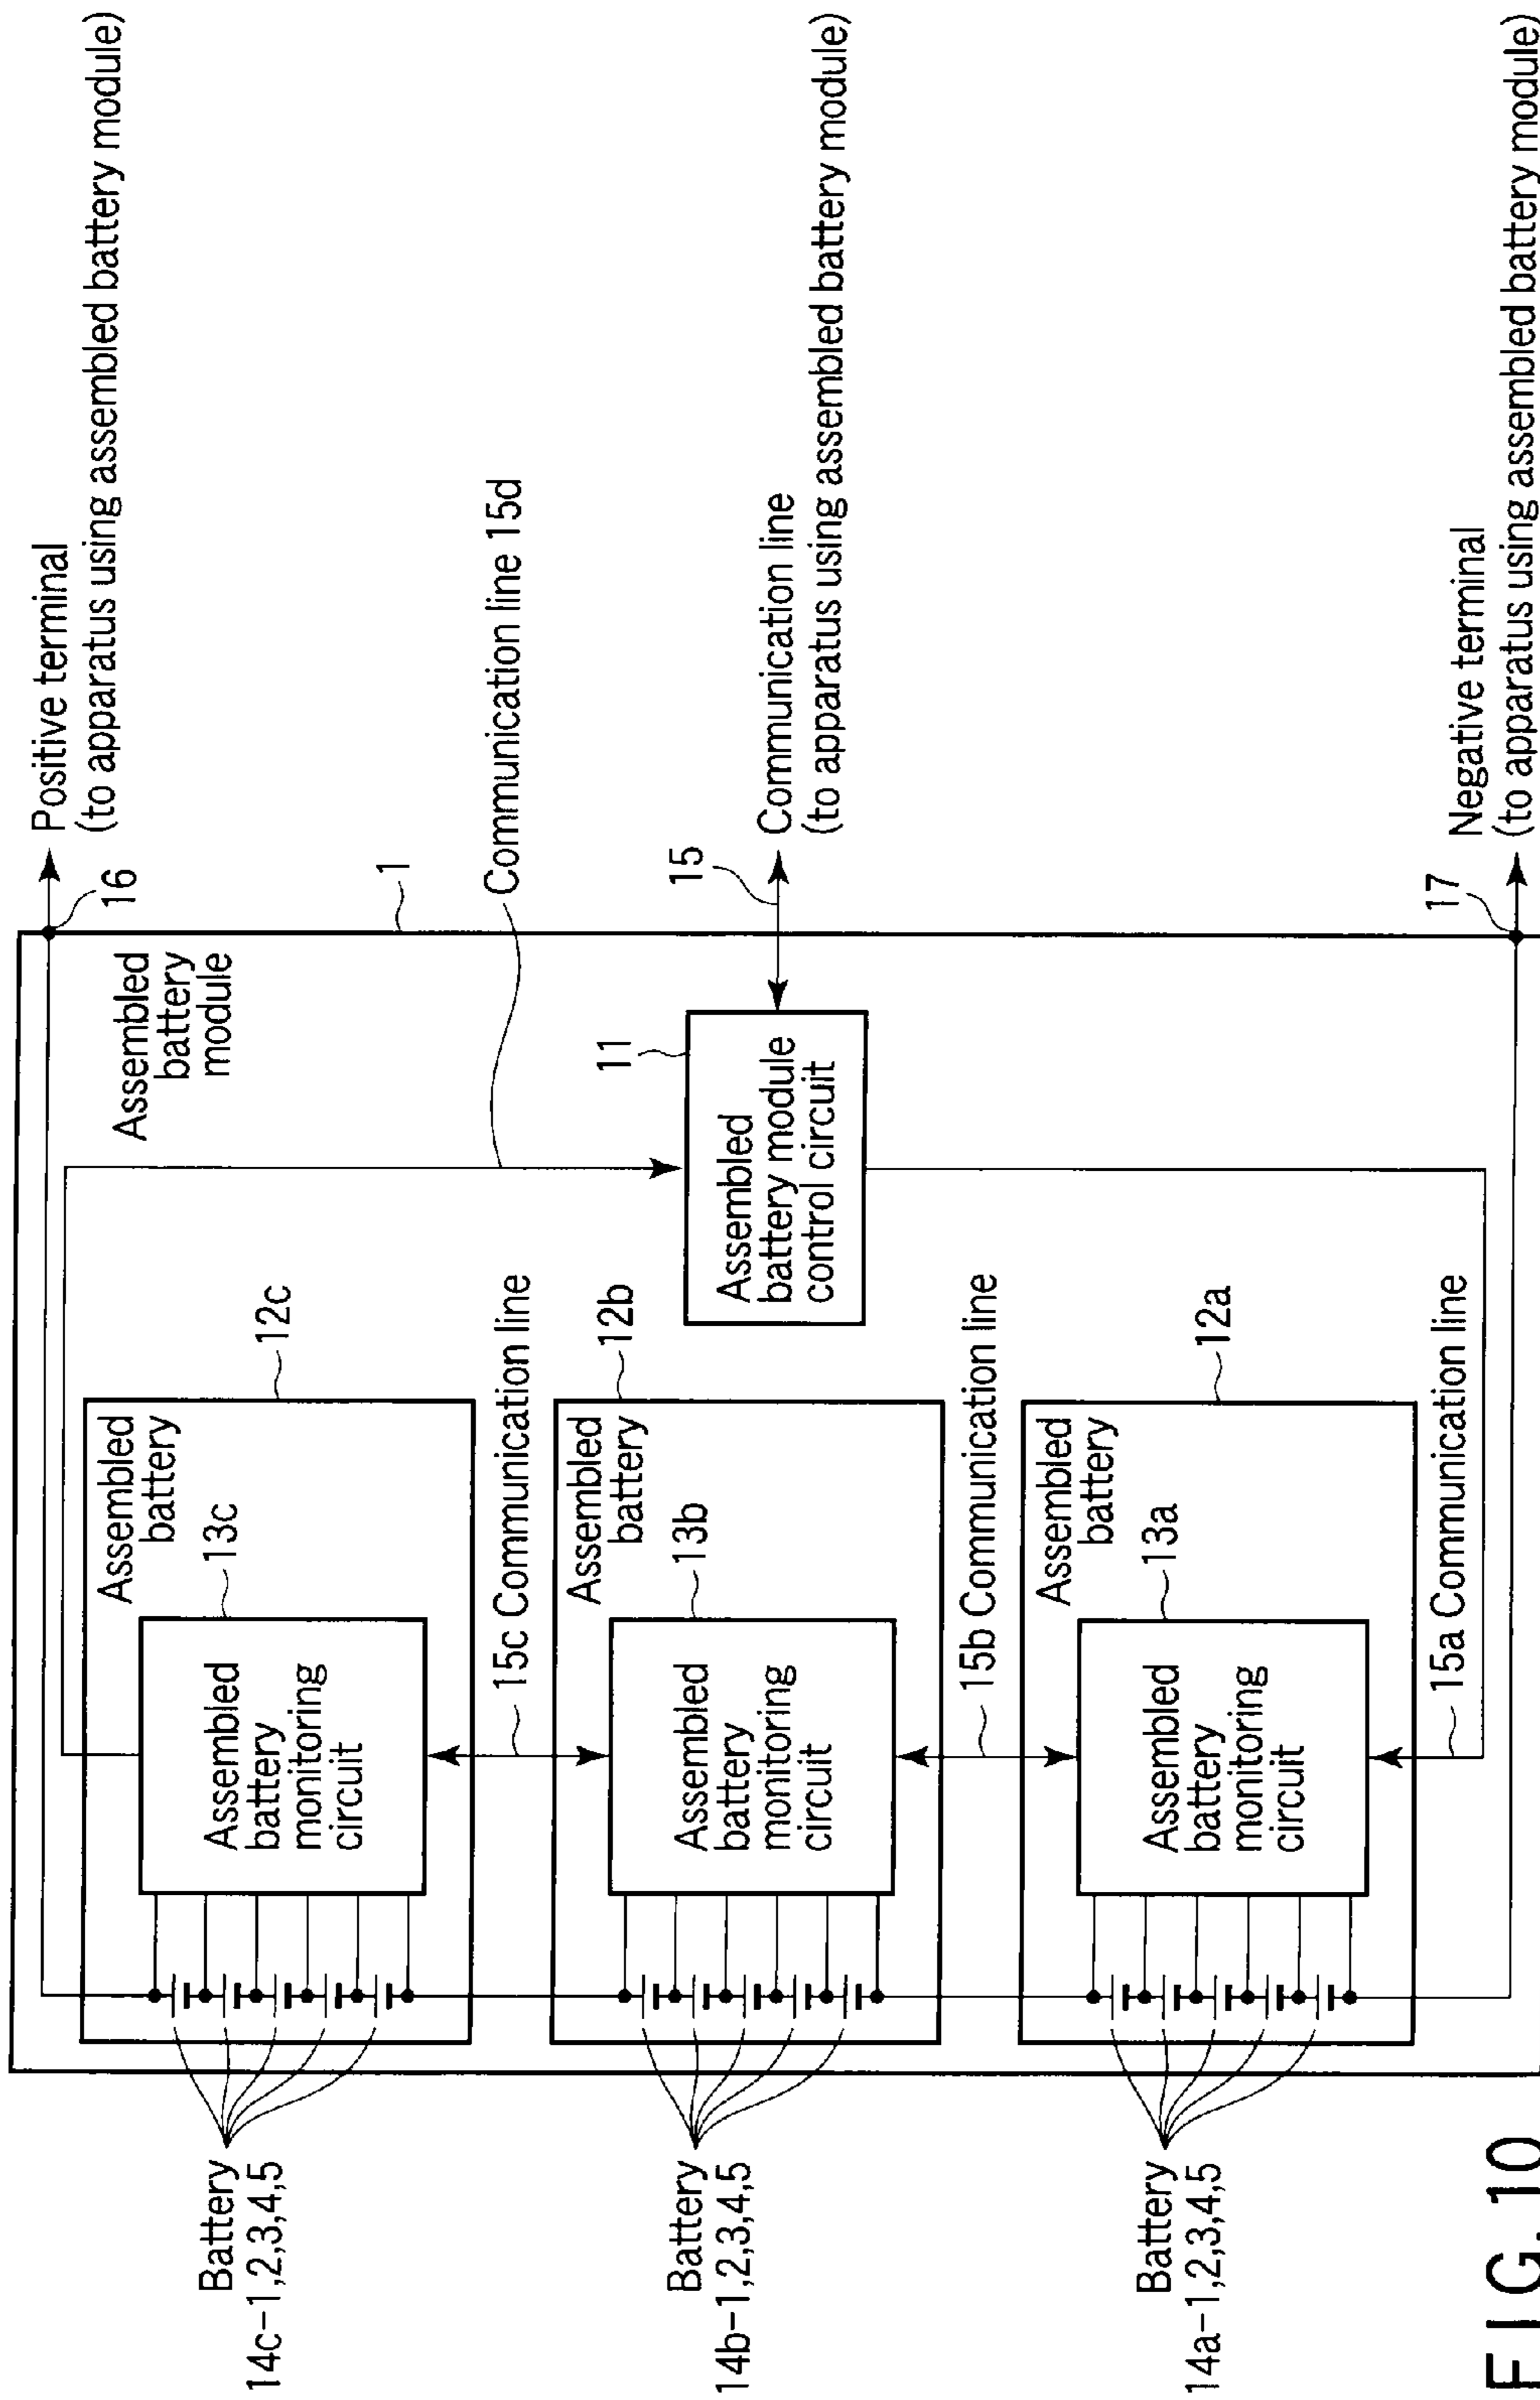 Positive terminal
(to apparatus using assembled battery module)
16
1
Assembled
battery
module
Communication line 15d
Communication line
(to apparatus using assembled battery module)
15
11
Assembled
battery module
control circuit
12c
Assembled
battery
13c
Assembled
battery
monitoring
circuit
15c Communication line
12b
Assembled
battery
13b
Assembled
battery
monitoring
circuit
15b Communication line
12a
Assembled
battery
13a
Assembled
battery
monitoring
circuit
15a Communication line
Negative terminal
(to apparatus using assembled battery module)
17
Battery
14c-1,2,3,4,5
Battery
14b-1,2,3,4,5
Battery
14a-1,2,3,4,5
FIG. 10